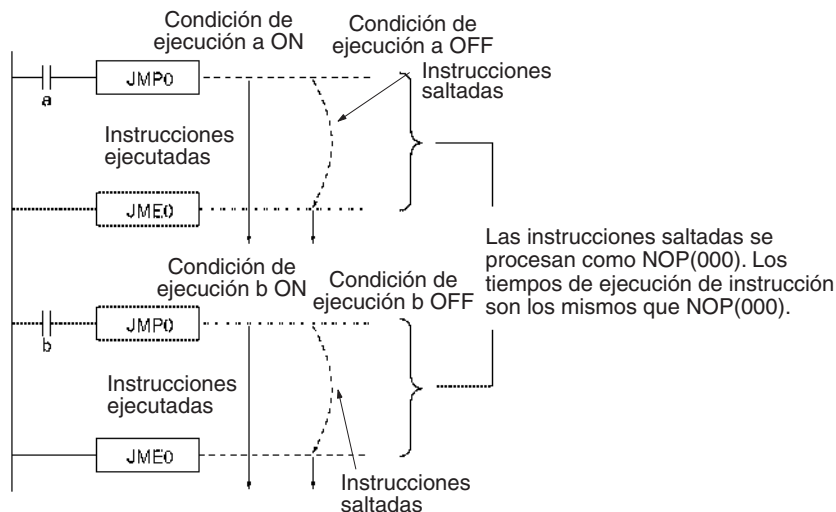 Condición de
ejecución a ON
Condición de
ejecución a OFF
JMP0
a
Instrucciones
saltadas
Instrucciones
ejecutadas
JME0
Las instrucciones saltadas se
procesan como NOP(000). Los
tiempos de ejecución de instrucción
son los mismos que NOP(000).
Condición de
ejecución b ON
Condición de
ejecución b OFF
JMP0
b
Instrucciones
ejecutadas
JME0
Instrucciones
saltadas